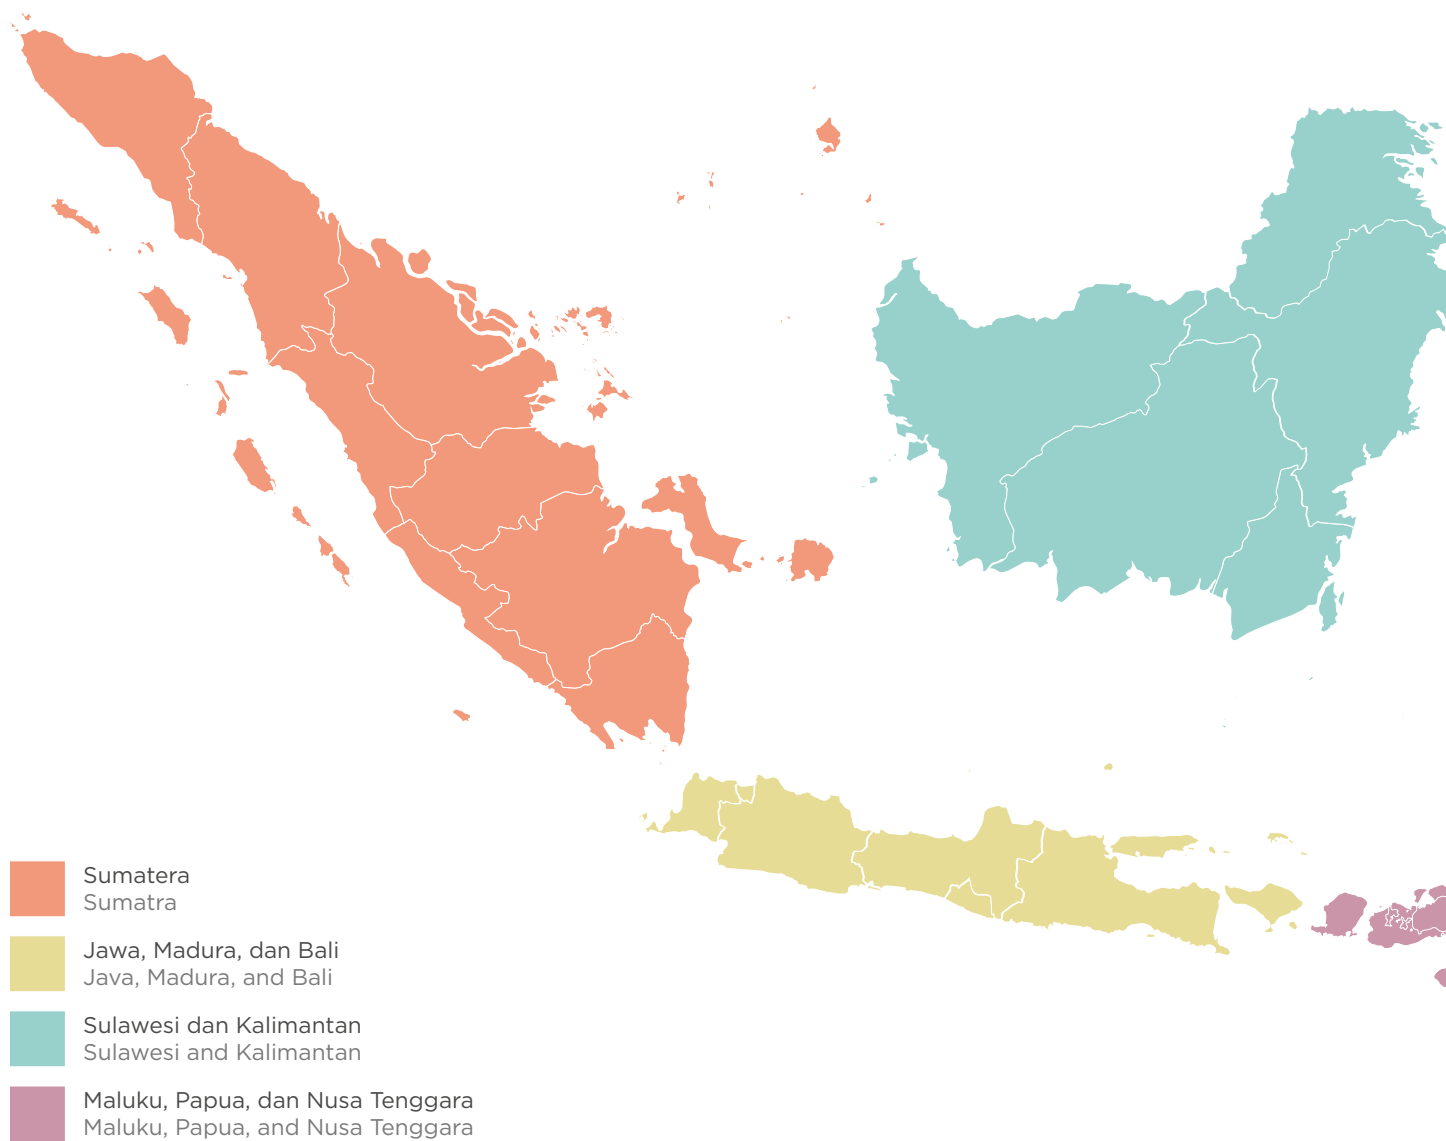 Sumatera
Sumatra
Jawa, Madura, dan Bali
Java, Madura, and Bali
Sulawesi dan Kalimantan
Sulawesi and Kalimantan
Maluku, Papua, dan Nusa Tenggara
Maluku, Papua, and Nusa Tenggara